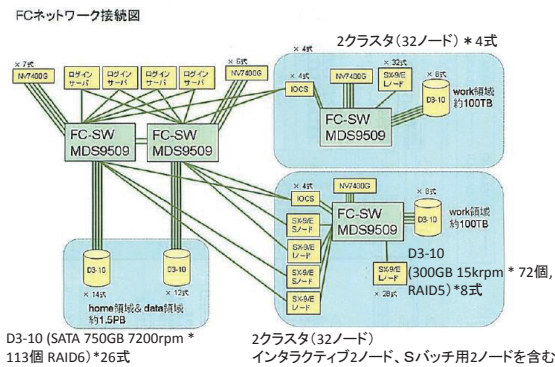 FCネットワーク接続図
2クラスタ(32ノード) * 4式
× 7式
ログイン
サーバ
ログイン
サーバ
ログイン
サーバ
ログイン
サーバ
× 6式
NV7400G
NV7400G
× 4式
× 4式
IOCS
NV7400G
× 32式
SX-9/E
Lノード
× 8式
D3-10
work領域
約100TB
FC-SW
MDS9509
FC-SW
MDS9509
FC-SW
MDS9509
× 4式
IOCS
NV7400G
× 8式
D3-10
work領域
約100TB
FC-SW
MDS9509
SX-9/E
Sノード
SX-9/E
Lノード
SX-9/E
Sノード
SX-9/E
Lノード
SX-9/E
Lノード
× 28式
D3-10
(300GB 15krpm * 72個,
RAID5) *8式
D3-10
D3-10
× 14式
× 12式
home領域& data領域
約1.5PB
D3-10 (SATA 750GB 7200rpm *
113個 RAID6) *26式
2クラスタ(32ノード)
インタラクティブ2ノード、Sバッチ用2ノードを含む